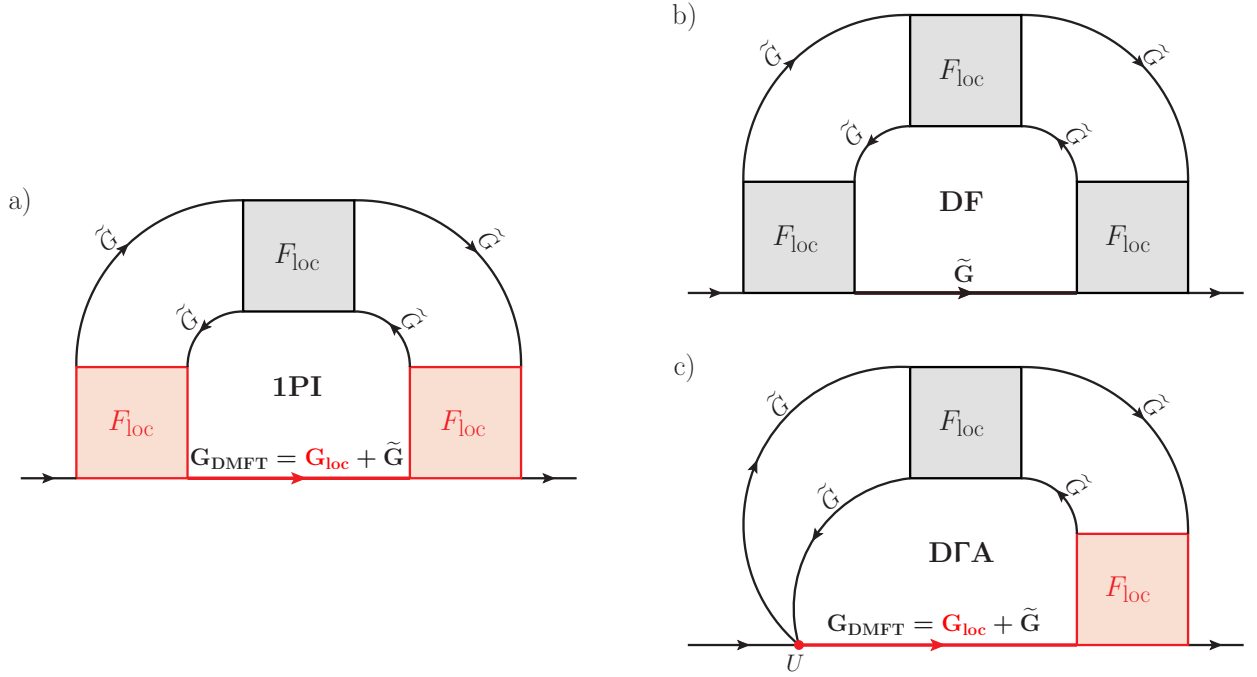 a)
G̃
G̃
F_loc
G̃
G̃
1PI
F_loc
F_loc
G_DMFT = G_loc + G̃
b)
G̃
G̃
F_loc
G̃
G̃
DF
F_loc
F_loc
G̃
c)
G̃
G̃
F_loc
G̃
G̃
DΓA
F_loc
G_DMFT = G_loc + G̃
U